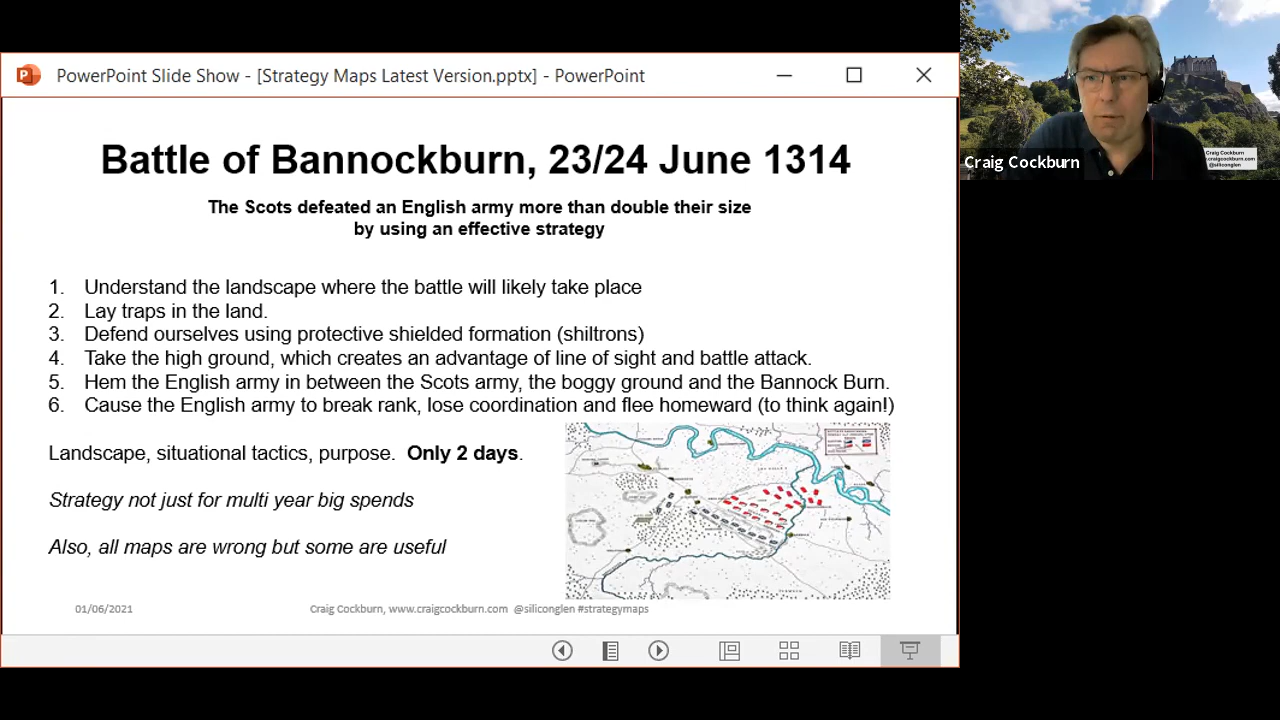 PowerPoint Slide Show - [Strategy Maps Latest Version.pptx] - PowerPoint
Battle of Bannockburn, 23/24 June 1314
The Scots defeated an English army more than double their size
by using an effective strategy
1. Understand the landscape where the battle will likely take place
2. Lay traps in the land.
3. Defend ourselves using protective shielded formation (shiltrons)
4. Take the high ground, which creates an advantage of line of sight and battle attack.
5. Hem the English army in between the Scots army, the boggy ground and the Bannock Burn.
6. Cause the English army to break rank, lose coordination and flee homeward (to think again!)
Landscape, situational tactics, purpose. Only 2 days.
Strategy not just for multi year big spends
Also, all maps are wrong but some are useful
01/06/2021
Craig Cockburn, www.craigcockburn.com @siliconglen #strategymaps
Craig Cockburn
Craig Cockburn
@siliconglen